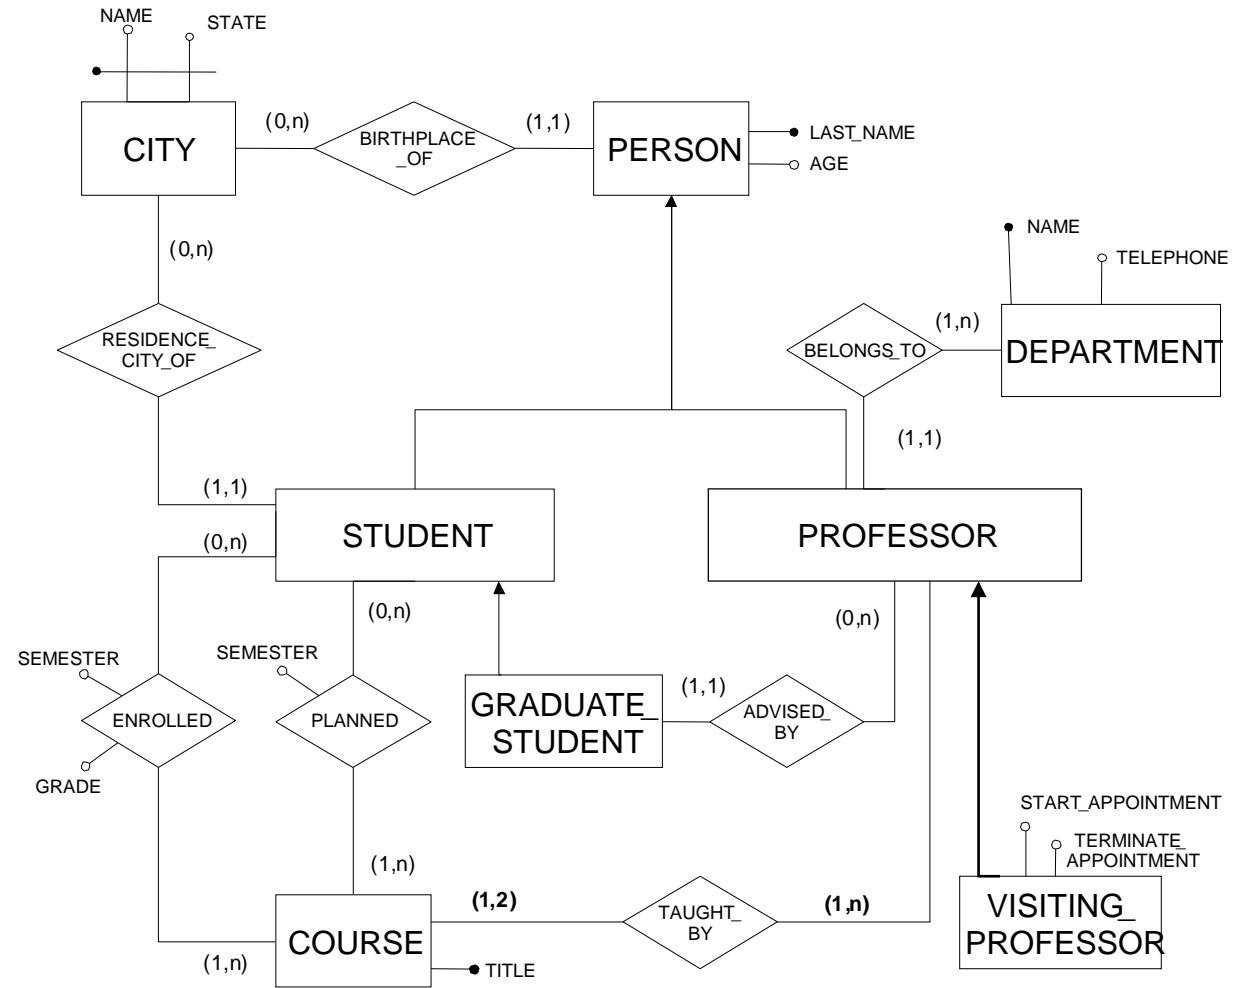 NAME
STATE
CITY
(0,n)
BIRTHPLACE
_OF
(1,1)
PERSON
LAST_NAME
AGE
(0,n)
NAME
TELEPHONE
RESIDENCE_
CITY_OF
BELONGS_TO
(1,n)
DEPARTMENT
(1,1)
(1,1)
STUDENT
PROFESSOR
(0,n)
(0,n)
(0,n)
SEMESTER
SEMESTER
ENROLLED
PLANNED
GRADE
GRADUATE_
STUDENT
(1,1)
ADVISED_
BY
START_APPOINTMENT
TERMINATE_
APPOINTMENT
(1,n)
(1,2)
TAUGHT_
BY
(1,n)
VISITING_
PROFESSOR
COURSE
(1,n)
TITLE